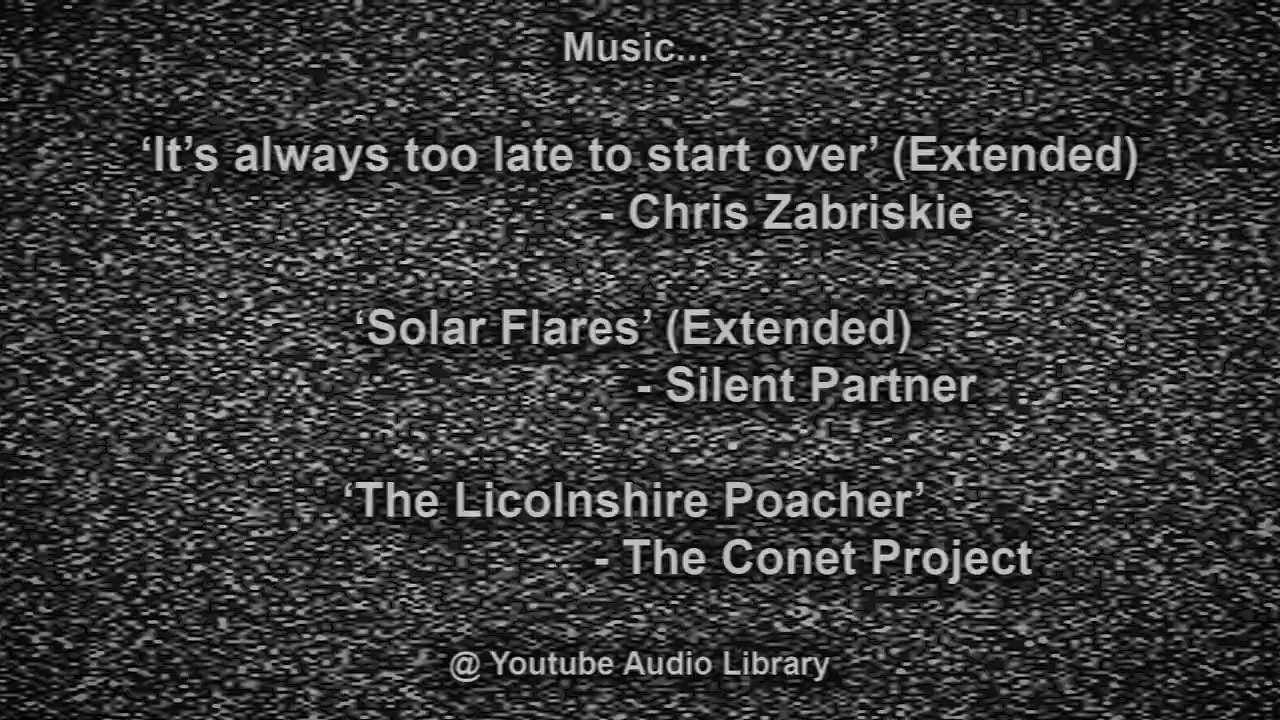 Music...
‘It’s always too late to start over’ (Extended)
- Chris Zabriskie
‘Solar Flares’ (Extended)
- Silent Partner
‘The Licolnshire Poacher’
- The Conet Project
@ Youtube Audio Library